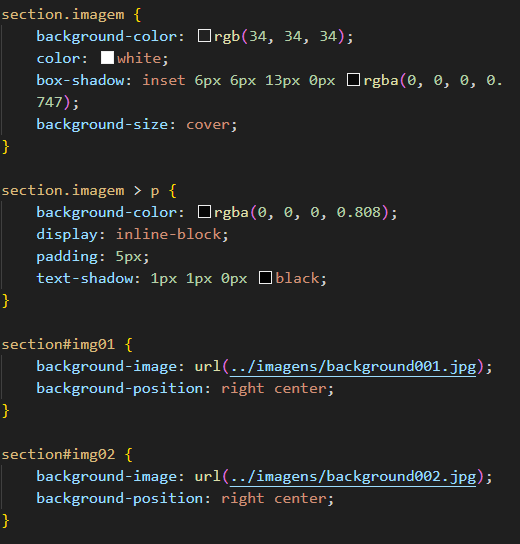 section.imagem {
    background-color: rgb(34, 34, 34);
    color: white;
    box-shadow: inset 6px 6px 13px 0px rgba(0, 0, 0, 0.
    747);
    background-size: cover;
}

section.imagem > p {
    background-color: rgba(0, 0, 0, 0.808);
    display: inline-block;
    padding: 5px;
    text-shadow: 1px 1px 0px black;
}

section#img01 {
    background-image: url(../imagens/background001.jpg);
    background-position: right center;
}

section#img02 {
    background-image: url(../imagens/background002.jpg);
    background-position: right center;
}